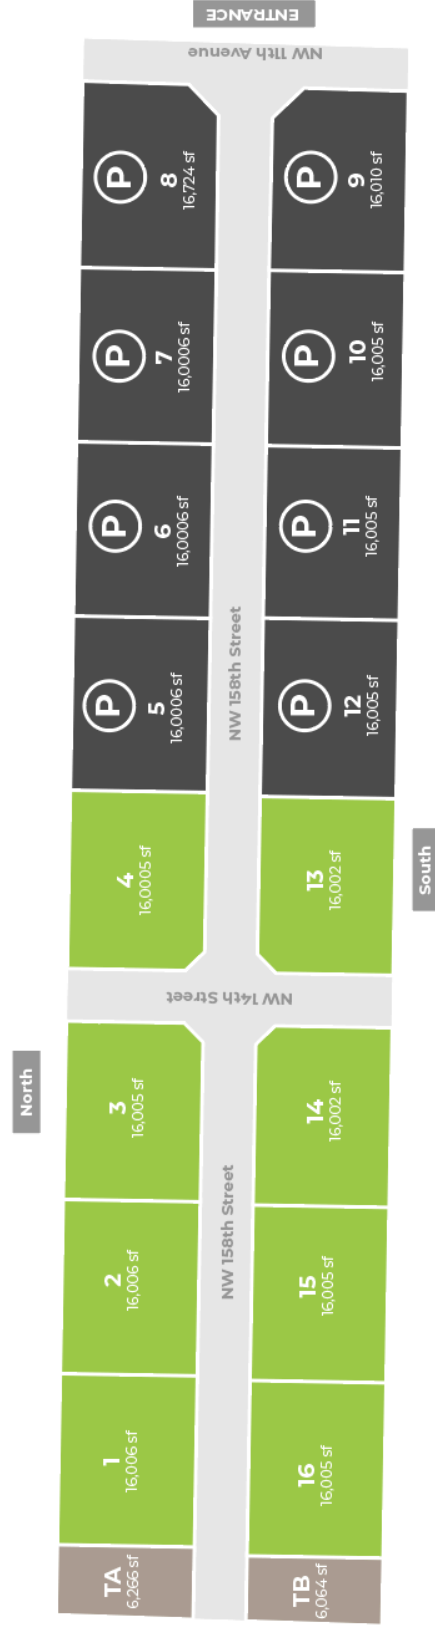 ENTRANCE
NW 11th Avenue
P
8
16,724 sf
P
9
16,010 sf
P
7
16,0006 sf
P
10
16,005 sf
P
6
16,0006 sf
P
11
16,005 sf
NW 158th Street
P
5
16,0006 sf
P
12
16,005 sf
4
16,0005 sf
13
16,002 sf
South
NW 14th Street
North
3
16,005 sf
14
16,002 sf
NW 158th Street
2
16,006 sf
15
16,005 sf
1
16,006 sf
16
16,005 sf
TA
6,266 sf
TB
6,064 sf